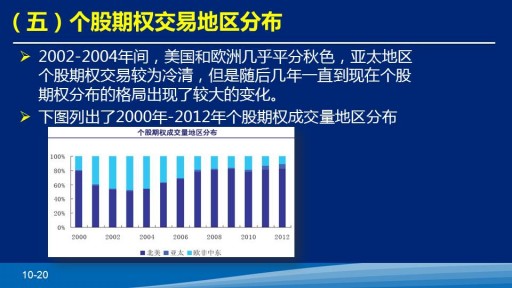 （五）个股期权交易地区分布
2002-2004年间，美国和欧洲几乎平分秋色，亚太地区
个股期权交易较为冷清，但是随后几年一直到现在个股
期权分布的格局出现了较大的变化。
下图列出了2000年-2012年个股期权成交量地区分布
个股期权成交量地区分布
100%
80%
60%
40%
20%
0%
2000 2002 2004 2006 2008 2010 2012
北美 亚太 欧非中东
10-20